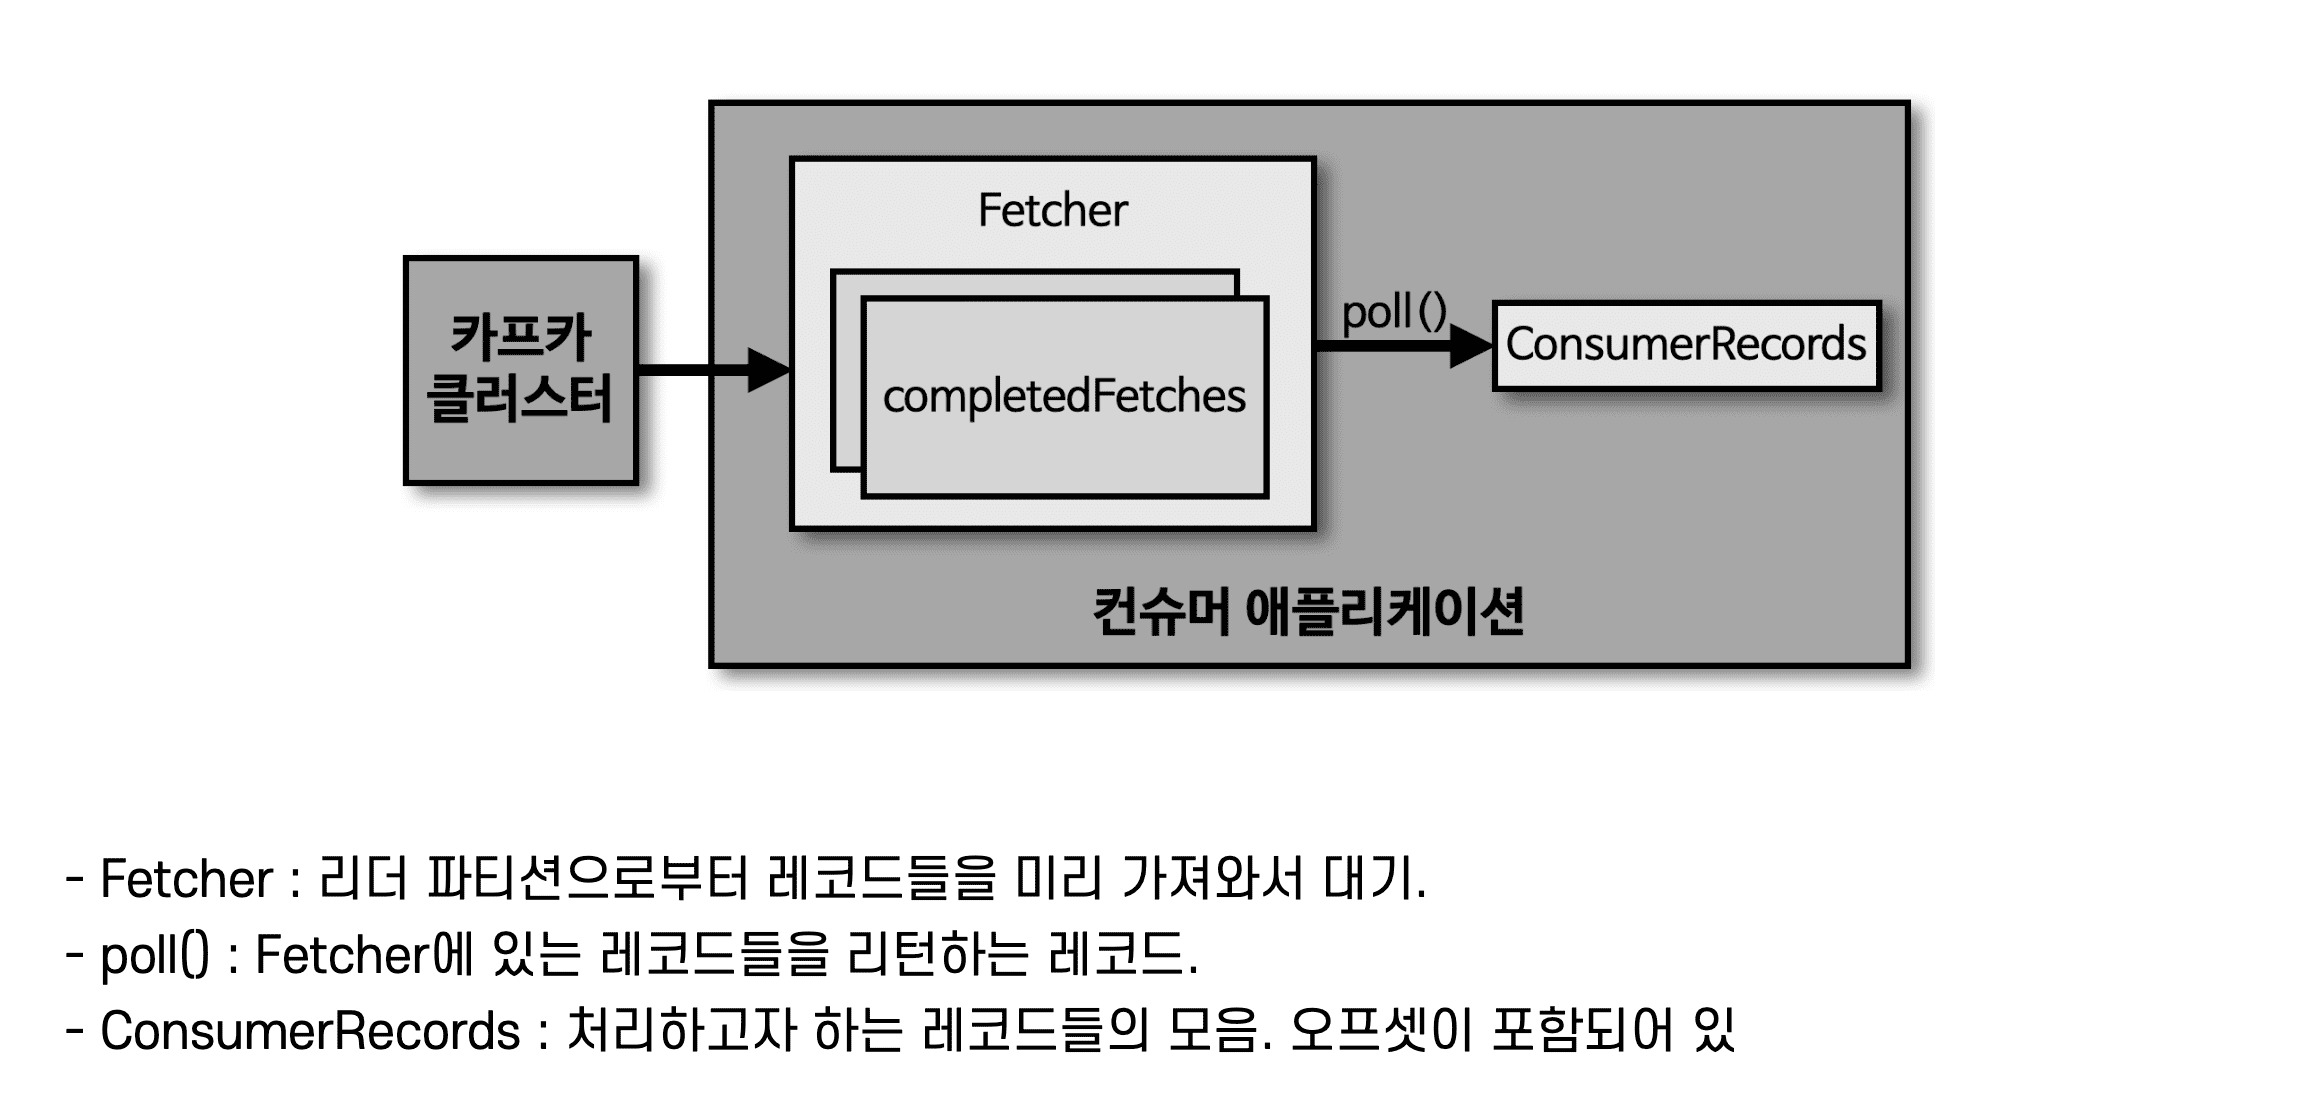 카프카
클러스터
Fetcher
completedFetches
poll()
ConsumerRecords
컨슈머 애플리케이션
- Fetcher : 리더 파티션으로부터 레코드들을 미리 가져와서 대기.
- poll() : Fetcher에 있는 레코드들을 리턴하는 레코드.
- ConsumerRecords : 처리하고자 하는 레코드들의 모음. 오프셋이 포함되어 있